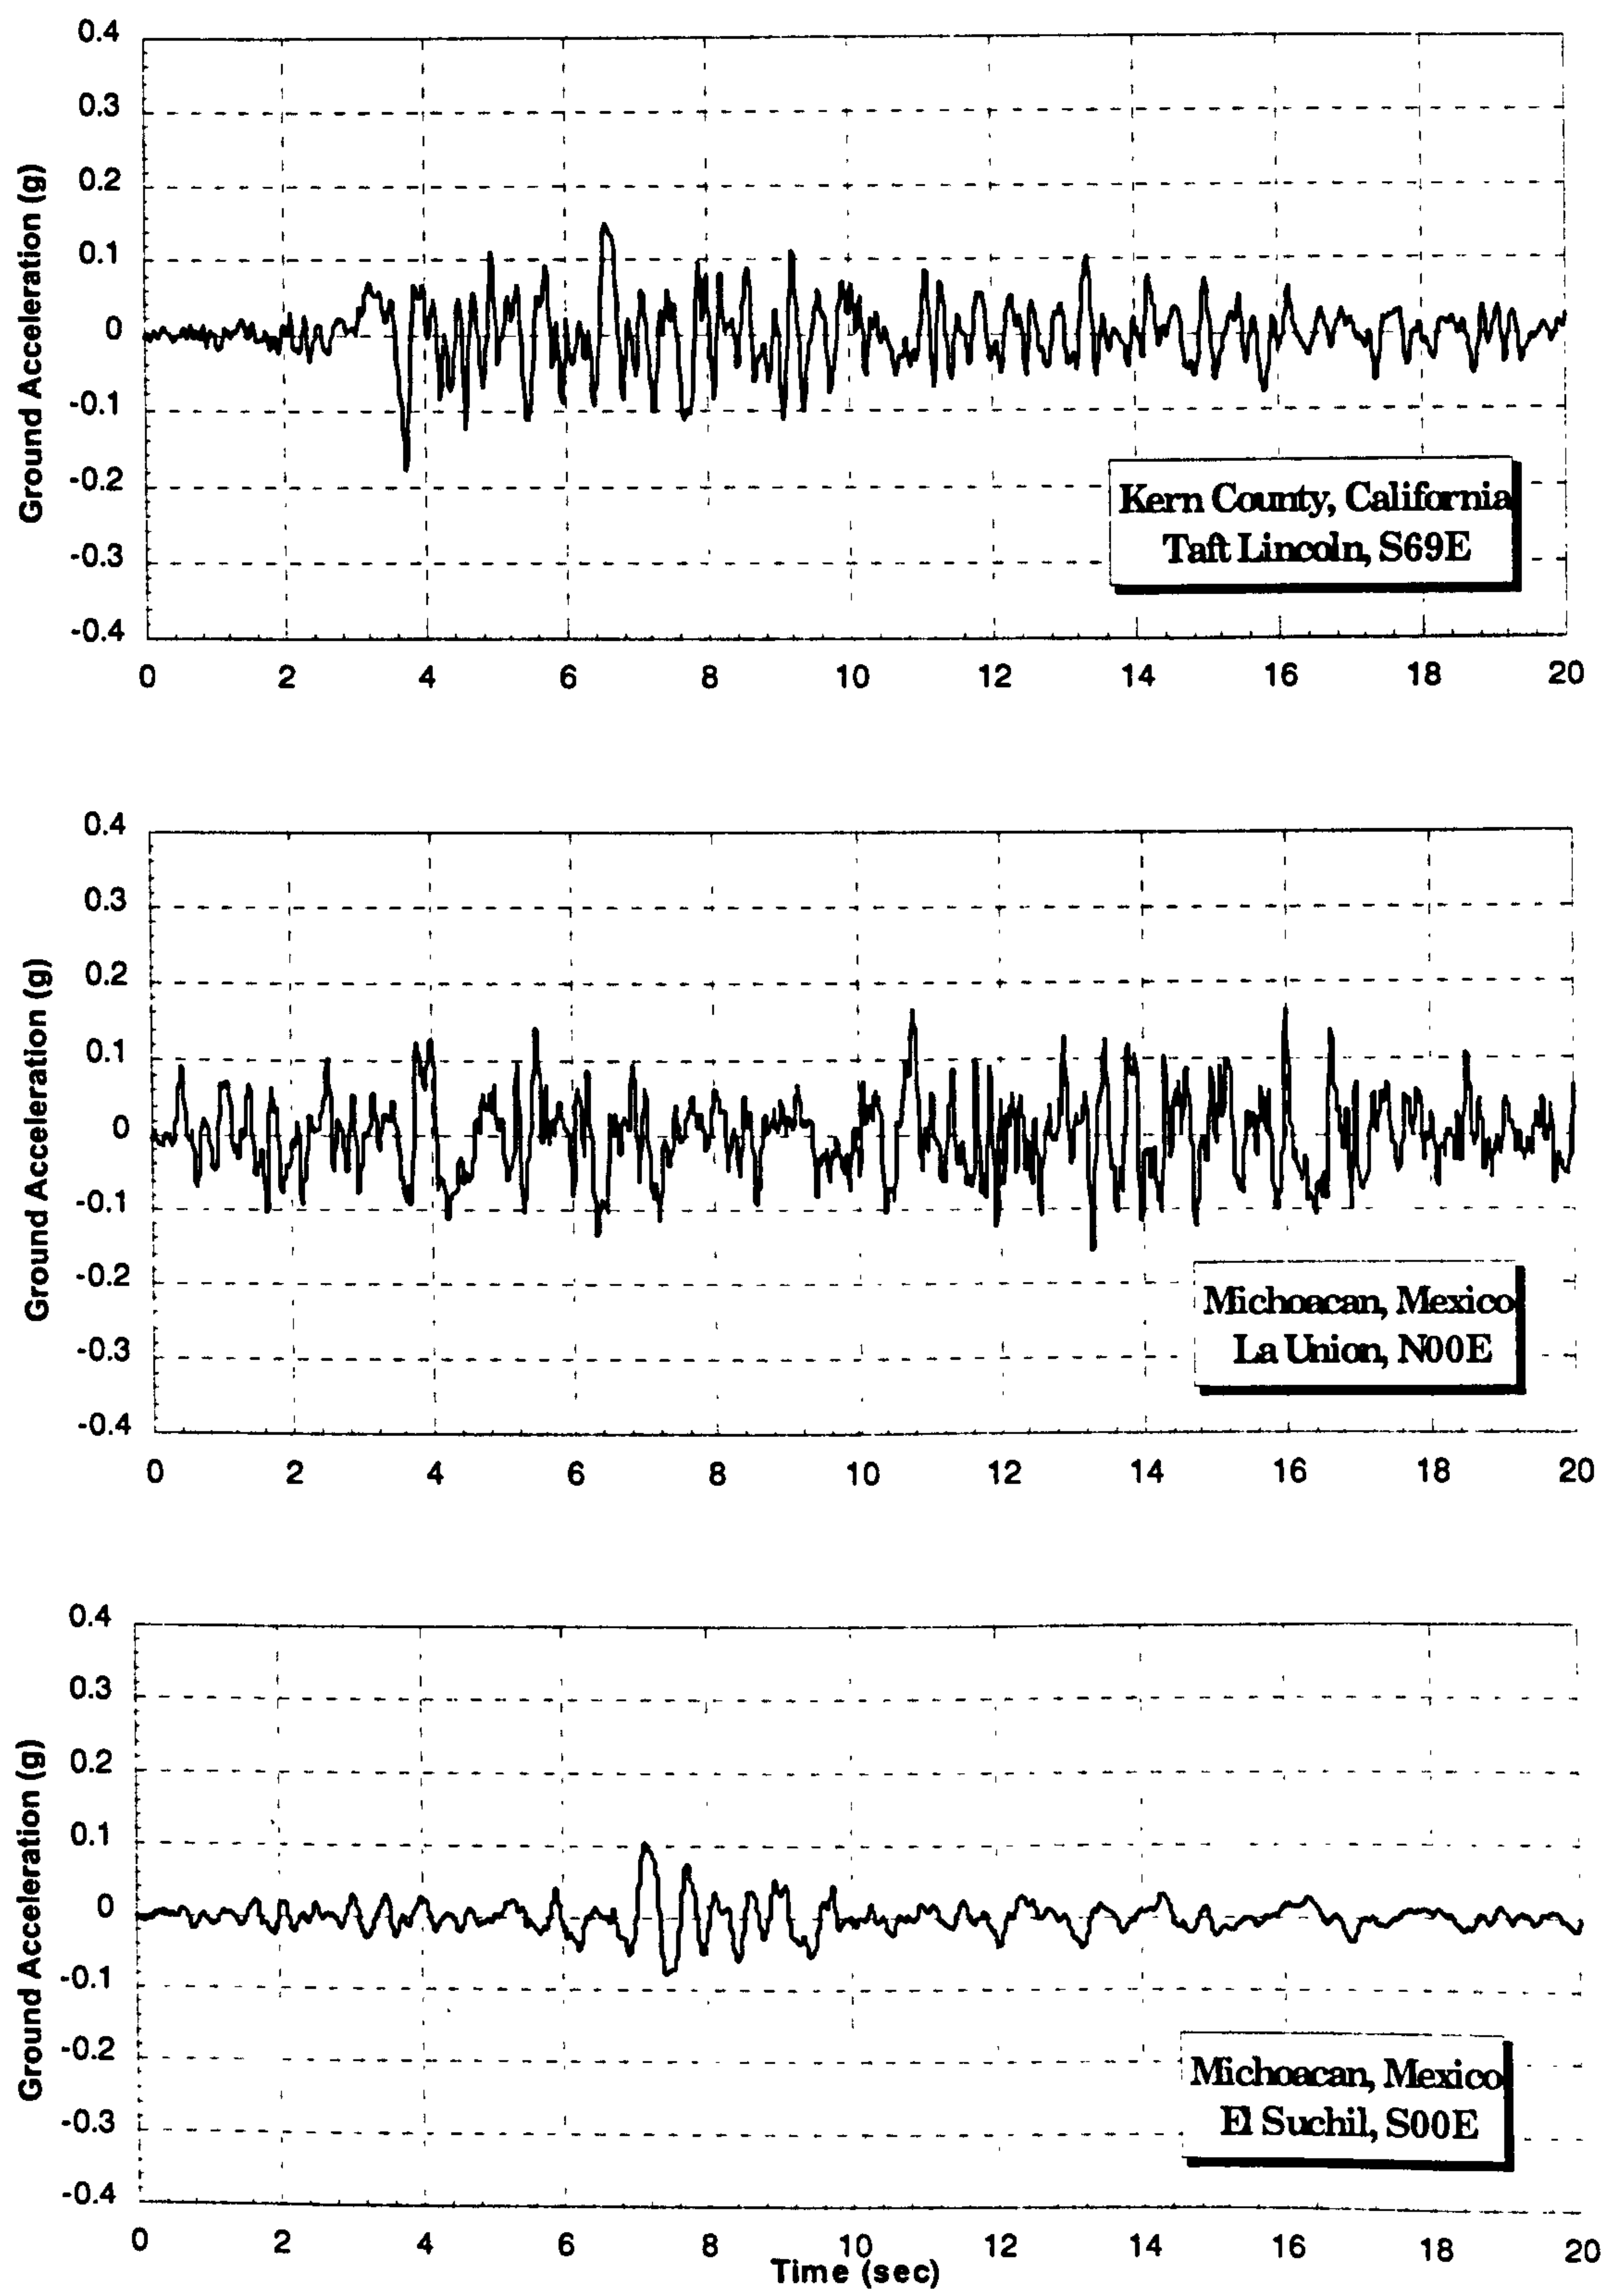 0.4
0.3
0.2
0.1
0
-0.1
-0.2
-0.3
-0.4
Ground Acceleration (g)
Kern County, California
Taft Lincoln, S69E
0 2 4 6 8 10 12 14 16 18 20
0.4
0.3
0.2
0.1
0
-0.1
-0.2
-0.3
-0.4
Ground Acceleration (g)
Michoacan, Mexico
La Union, N00E
0 2 4 6 8 10 12 14 16 18 20
0.4
0.3
0.2
0.1
0
-0.1
-0.2
-0.3
-0.4
Ground Acceleration (g)
Michoacan, Mexico
El Suchil, S00E
0 2 4 6 8 10 12 14 16 18 20
Time (sec)